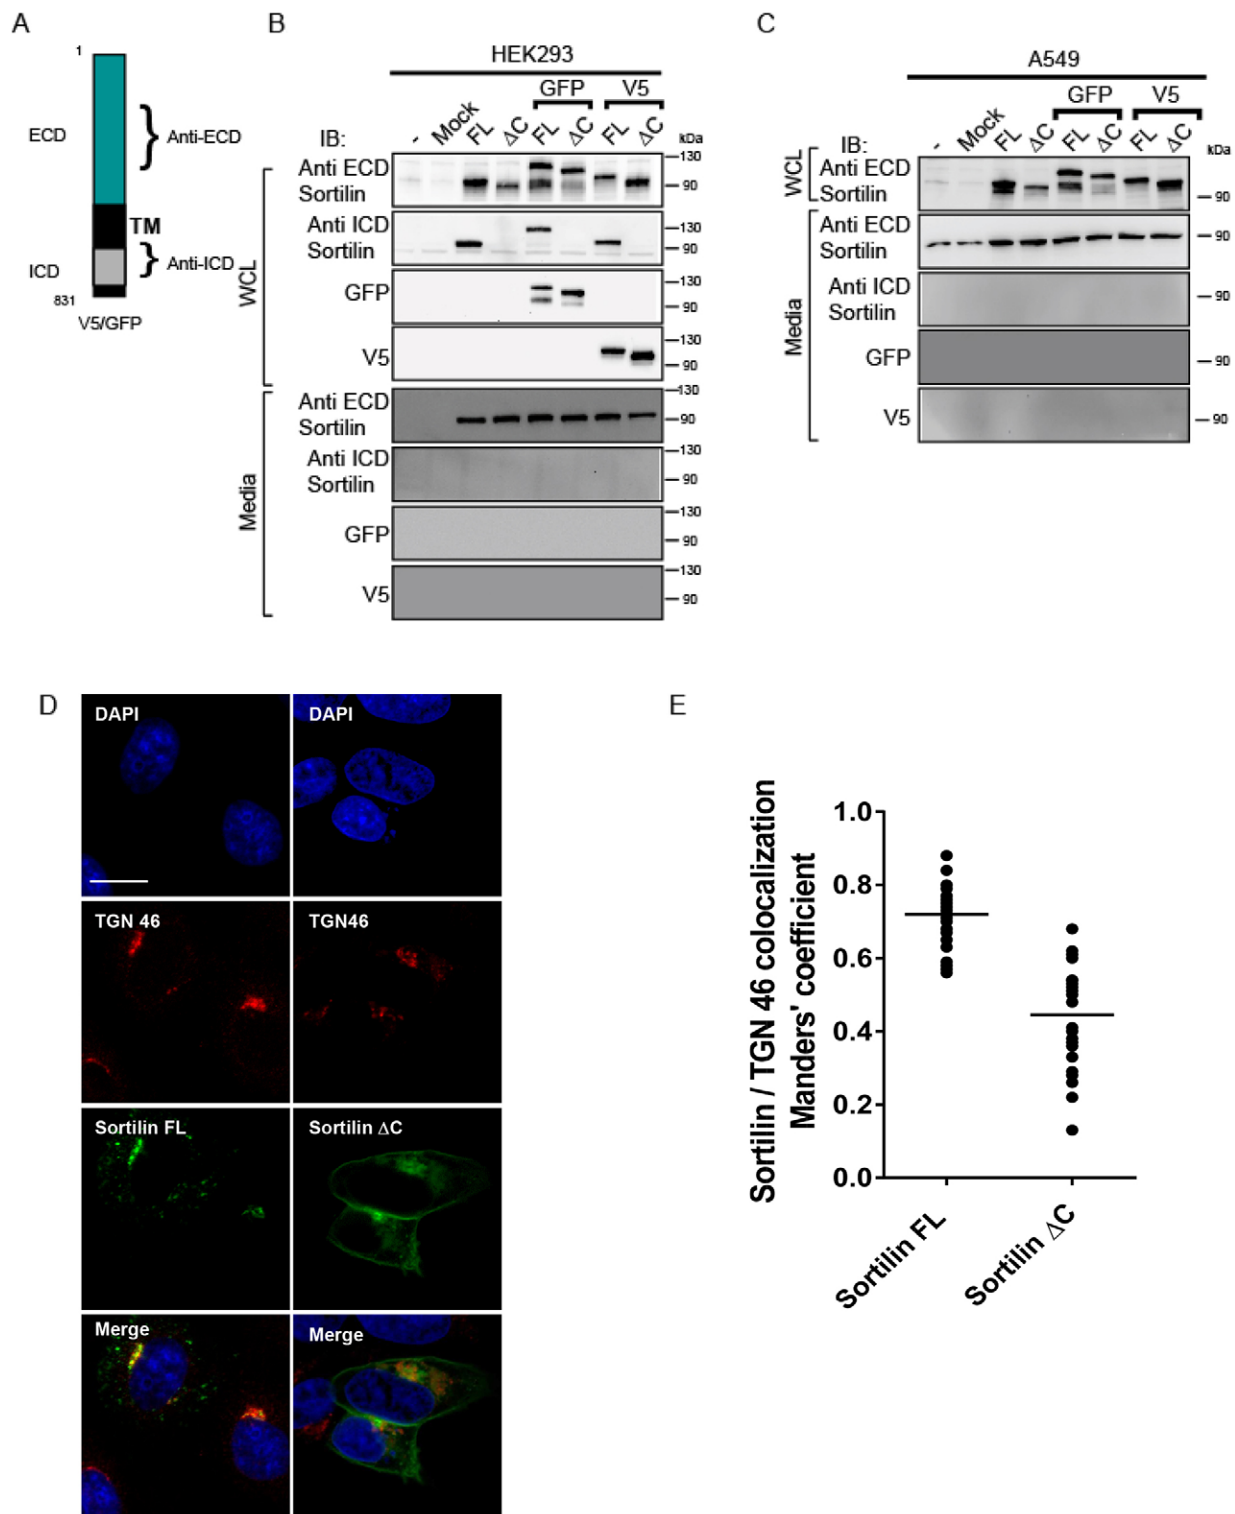 A
1
ECD
Anti-ECD
TM
ICD
Anti-ICD
831
V5/GFP
B
HEK293
GFP
V5
IB:
-
Mock
FL
ΔC
FL
ΔC
FL
ΔC
kDa
WCL
Anti ECD
Sortilin
130
90
Anti ICD
Sortilin
130
90
GFP
130
90
V5
130
90
Media
Anti ECD
Sortilin
130
90
Anti ICD
Sortilin
130
90
GFP
130
90
V5
130
90
C
A549
GFP
V5
IB:
-
Mock
FL
ΔC
FL
ΔC
FL
ΔC
kDa
WCL
Anti ECD
Sortilin
90
Media
Anti ECD
Sortilin
90
Anti ICD
Sortilin
90
GFP
90
V5
90
D
DAPI
DAPI
TGN 46
TGN46
Sortilin FL
Sortilin ΔC
Merge
Merge
E
Sortilin / TGN 46 colocalization
Manders' coefficient
1.0
0.8
0.6
0.4
0.2
0.0
Sortilin FL
Sortilin ΔC